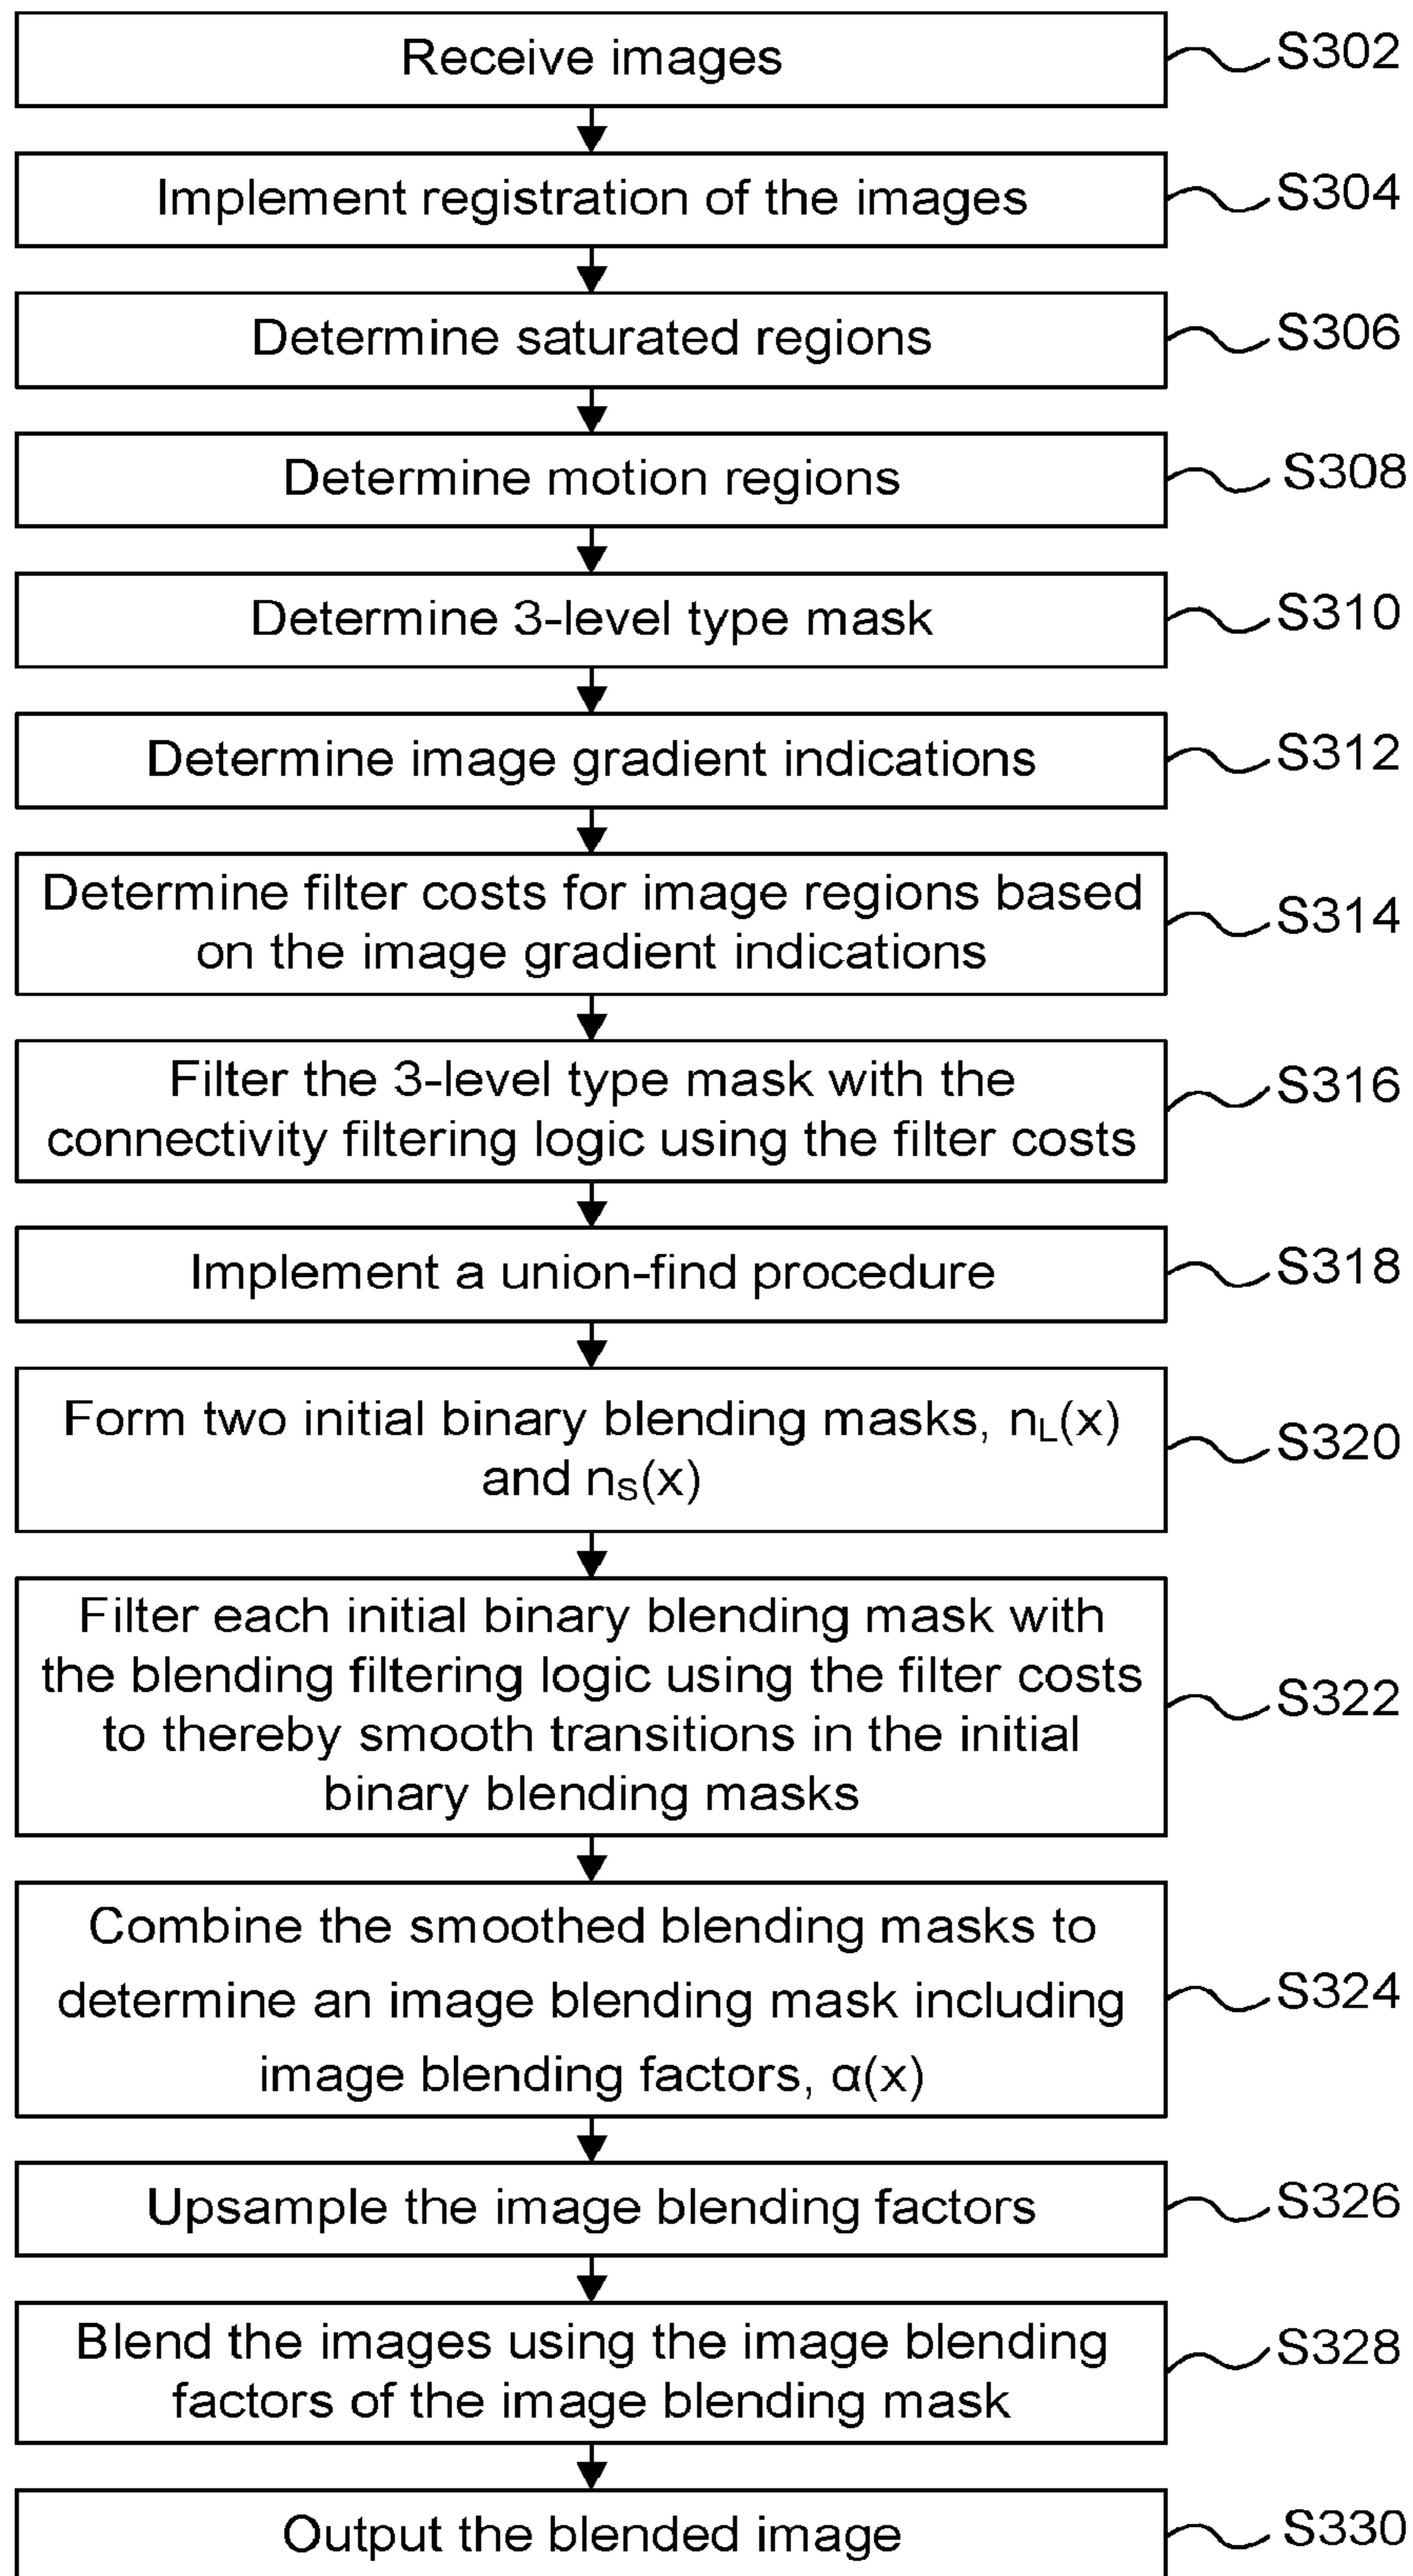 Receive images
S302
Implement registration of the images
S304
Determine saturated regions
S306
Determine motion regions
S308
Determine 3-level type mask
S310
Determine image gradient indications
S312
Determine filter costs for image regions based
on the image gradient indications
S314
Filter the 3-level type mask with the
connectivity filtering logic using the filter costs
S316
Implement a union-find procedure
S318
Form two initial binary blending masks, nL(x)
and nS(x)
S320
Filter each initial binary blending mask with
the blending filtering logic using the filter costs
to thereby smooth transitions in the initial
binary blending masks
S322
Combine the smoothed blending masks to
determine an image blending mask including
image blending factors, α(x)
S324
Upsample the image blending factors
S326
Blend the images using the image blending
factors of the image blending mask
S328
Output the blended image
S330